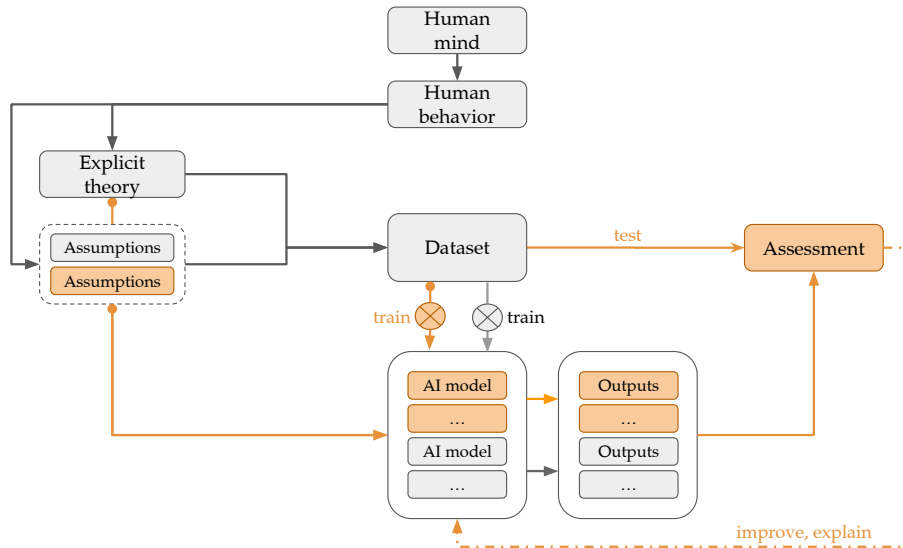 Human
mind
Human
behavior
Explicit
theory
Assumptions
Assumptions
Dataset
test
Assessment
train
train
AI model
...
AI model
...
Outputs
...
Outputs
...
improve, explain